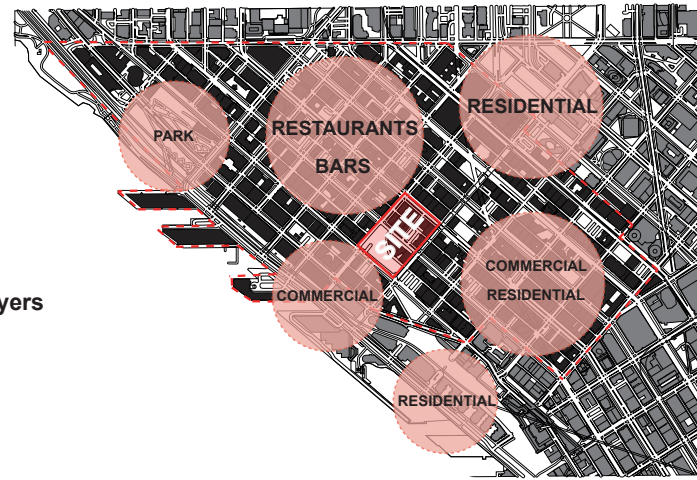 RESIDENTIAL
PARK
RESTAURANTS
BARS
SITE
COMMERCIAL
RESIDENTIAL
COMMERCIAL
yers
RESIDENTIAL